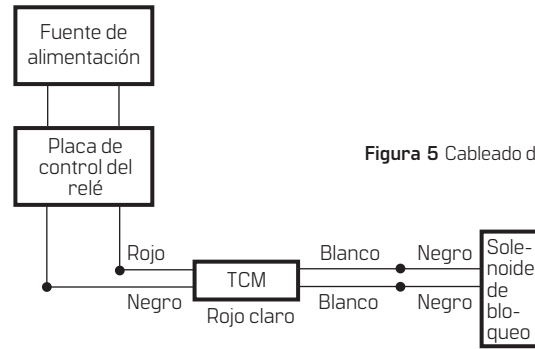 Fuente de
alimentación
Placa de
control del
relé
Figura 5 Cableado d
Rojo
Negro
TCM
Rojo claro
Blanco
Blanco
Negro
Negro
Sole-
noide
de
blo-
queo